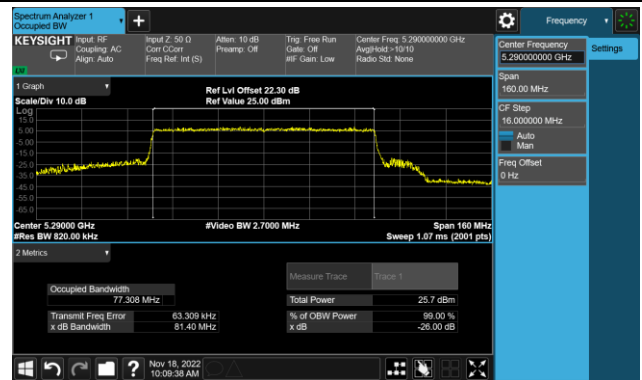 Spectrum Analyzer 1
Occupied BW
Frequency
KEYSIGHT
Input: RF
Coupling: AC
Align: Auto
Input Z: 50 Ω
Corr CCorr
Freq Ref: Int (S)
Atten: 10 dB
Preamp: Off
Trig: Free Run
Gate: Off
#IF Gain: Low
Center Freq: 5.290000000 GHz
Avg|Hold:>10/10
Radio Std: None
Center Frequency
5.290000000 GHz
Settings
Span
160.00 MHz
CF Step
16.000000 MHz
Auto
Man
Freq Offset
0 Hz
1 Graph
Scale/Div 10.0 dB
Ref Lvl Offset 22.30 dB
Ref Value 25.00 dBm
Log
15.0
5.00
-5.00
-15.0
-25.0
-35.0
-45.0
-55.0
-65.0
Center 5.29000 GHz
#Video BW 2.7000 MHz
Span 160 MHz
#Res BW 820.00 kHz
Sweep 1.07 ms (2001 pts)
2 Metrics
Measure Trace
Trace 1
Occupied Bandwidth
77.308 MHz
Total Power
25.7 dBm
Transmit Freq Error
63.309 kHz
% of OBW Power
99.00 %
x dB Bandwidth
81.40 MHz
x dB
-26.00 dB
Nov 18, 2022
10:09:38 AM